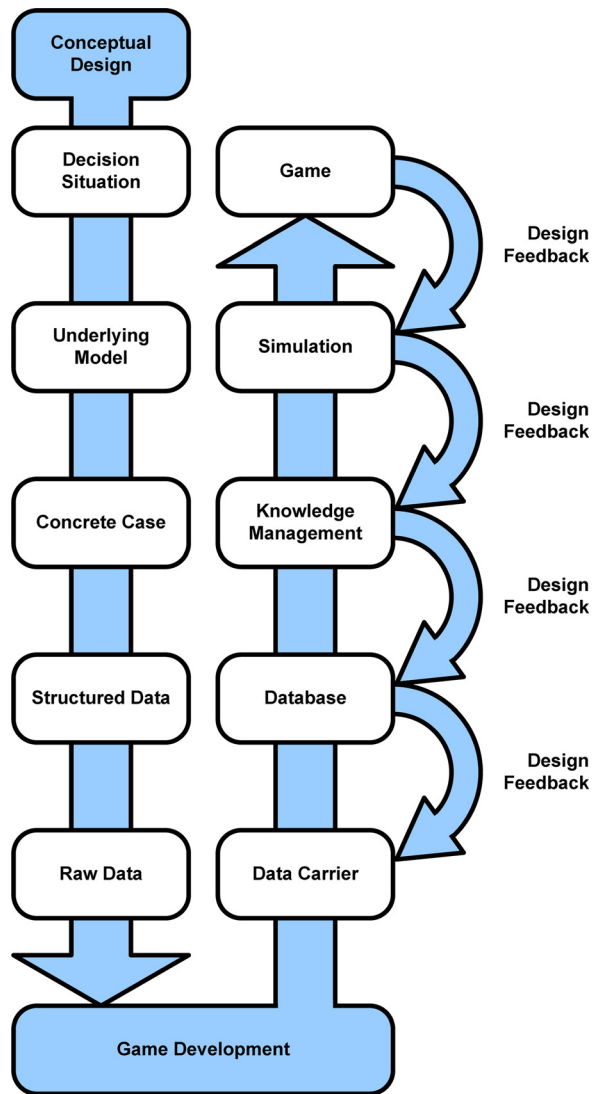 Conceptual
Design
Decision
Situation
Underlying
Model
Concrete Case
Structured Data
Raw Data
Game
Simulation
Knowledge
Management
Database
Data Carrier
Design
Feedback
Design
Feedback
Design
Feedback
Design
Feedback
Game Development